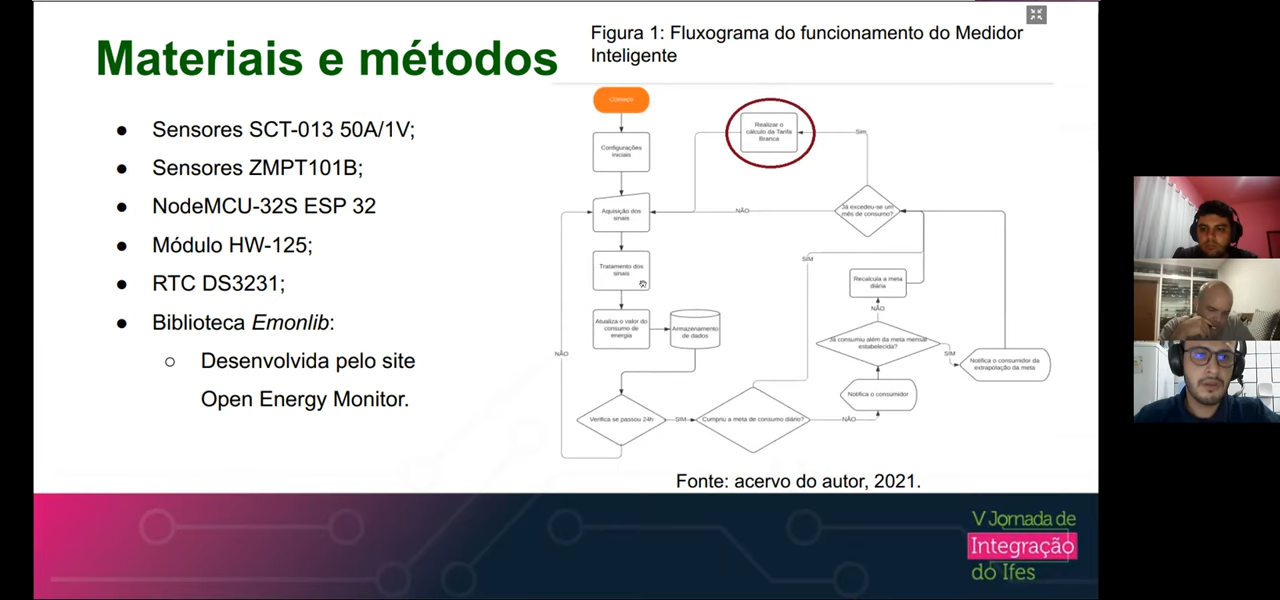 Materiais e métodos
● Sensores SCT-013 50A/1V;
● Sensores ZMPT101B;
● NodeMCU-32S ESP 32
● Módulo HW-125;
● RTC DS3231;
● Biblioteca Emonlib:
○ Desenvolvida pelo site
Open Energy Monitor.
Figura 1: Fluxograma do funcionamento do Medidor
Inteligente
Configurações
iniciais
Aquisição dos
sinais
Tratamento dos
sinais
Atualiza o valor do
consumo de
energia
Armazenamento
de dados
Verifica se passou 24h
NÃO
SIM
Cumpriu a meta de consumo diário?
NÃO
SIM
Notifica o consumidor
Já consumiu além da meta mensal
estabelecida?
SIM
Notifica o consumidor da
extrapolação da meta
NÃO
Recalcula a meta
diária
Já excedeu-se um
mês de consumo?
NÃO
Sim
Realizar o
cálculo da Tarifa
Branca
Fonte: acervo do autor, 2021.
V Jornada de
Integração
do Ifes